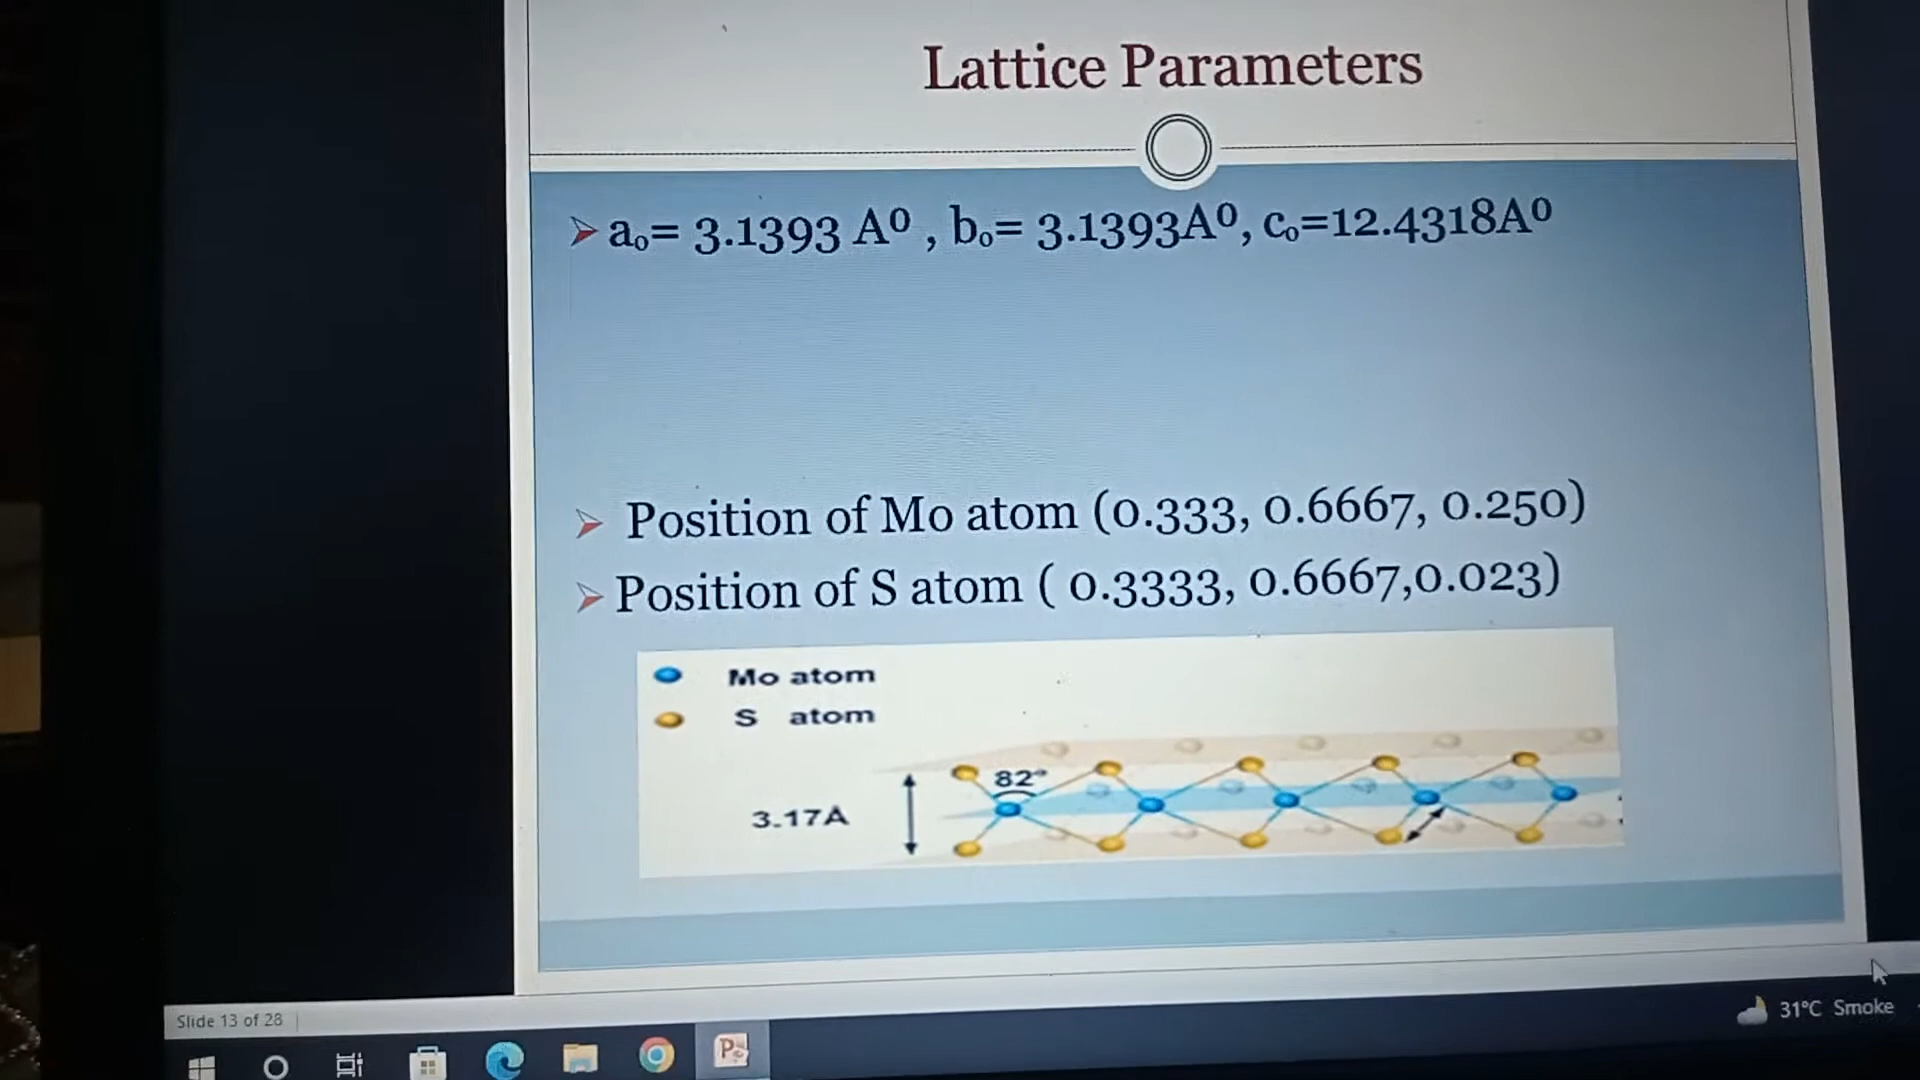 Lattice Parameters
a₀= 3.1393 A⁰ , b₀= 3.1393A⁰, c₀=12.4318A⁰
Position of Mo atom (0.333, 0.6667, 0.250)
Position of S atom ( 0.3333, 0.6667,0.023)
Mo atom
S atom
82°
3.17Å
Slide 13 of 28
31°C Smoke